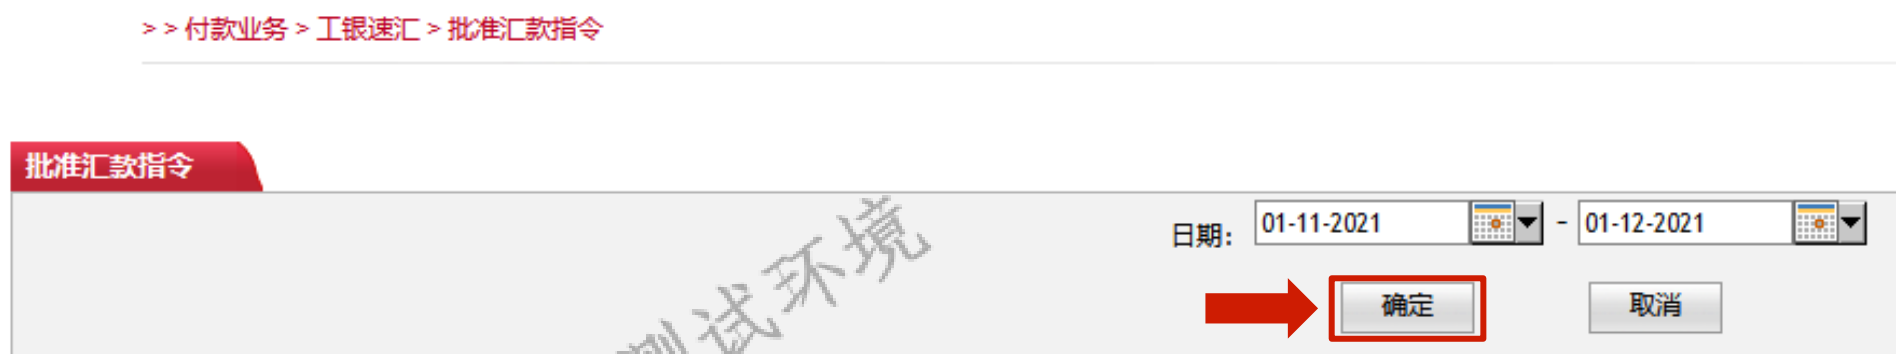 > > 付款业务 > 工银速汇 > 批准汇款指令
批准汇款指令
日期: 01-11-2021 - 01-12-2021
确定 取消
测试环境